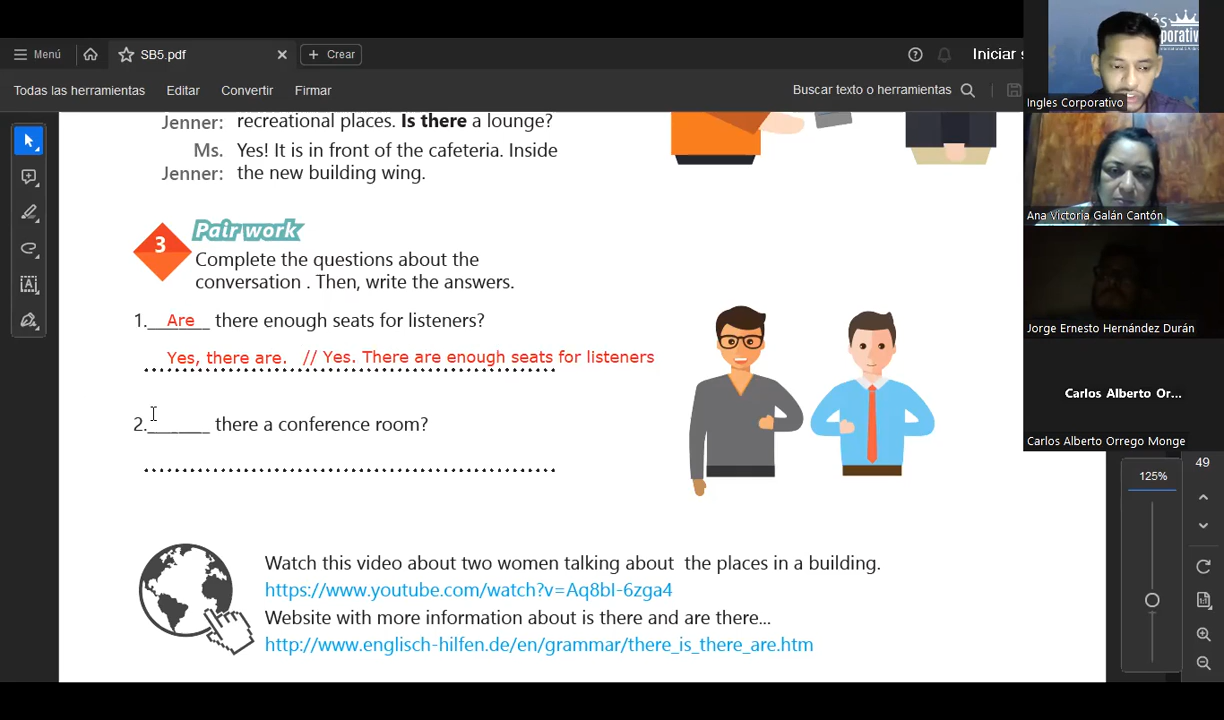 Menú
SB5.pdf
Crear
Iniciar s
Todas las herramientas
Editar
Convertir
Firmar
Buscar texto o herramientas
Jenner:
recreational places. Is there a lounge?
Ms.
Yes! It is in front of the cafeteria. Inside
Jenner:
the new building wing.
3
Pair work
Complete the questions about the
conversation . Then, write the answers.
1.______ there enough seats for listeners?
Are
Yes, there are. // Yes. There are enough seats for listeners
2.______ there a conference room?
Watch this video about two women talking about the places in a building.
https://www.youtube.com/watch?v=Aq8bI-6zga4
Website with more information about is there and are there...
http://www.englisch-hilfen.de/en/grammar/there_is_there_are.htm
Ingles Corporativo
Ana Victoria Galán Cantón
Jorge Ernesto Hernández Durán
Carlos Alberto Or...
Carlos Alberto Orrego Monge
125%
49